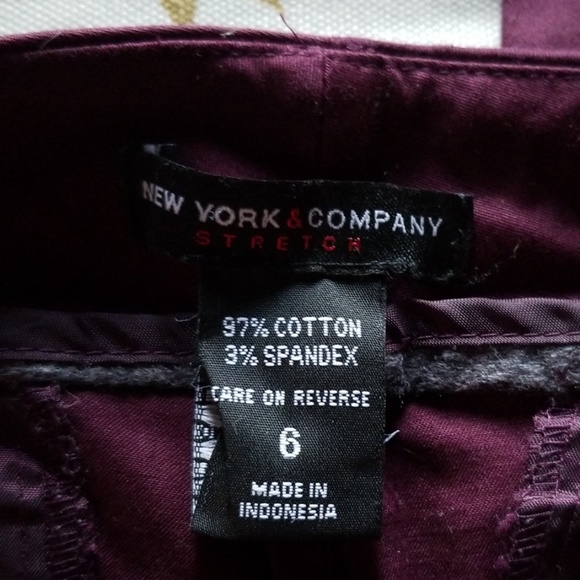 NEW YORK & COMPANY
STRETCH
97% COTTON
3% SPANDEX
CARE ON REVERSE
6
MADE IN
INDONESIA